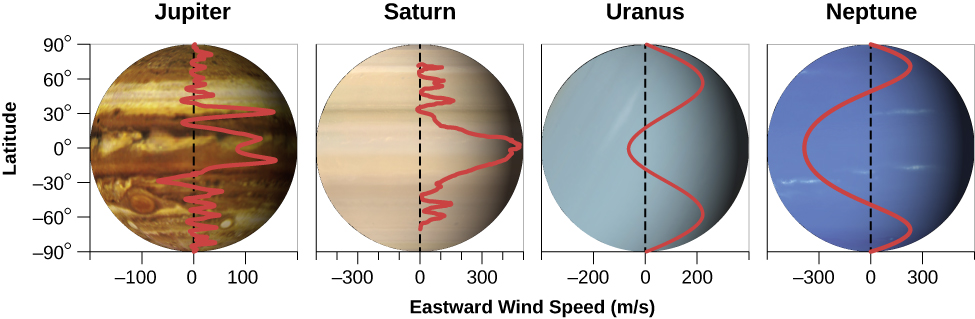 Jupiter Saturn Uranus Neptune
Latitude
90°
60°
30°
0°
–30°
–60°
–90°
–100 0 100 –300 0 300 –200 0 200 –300 0 300
Eastward Wind Speed (m/s)